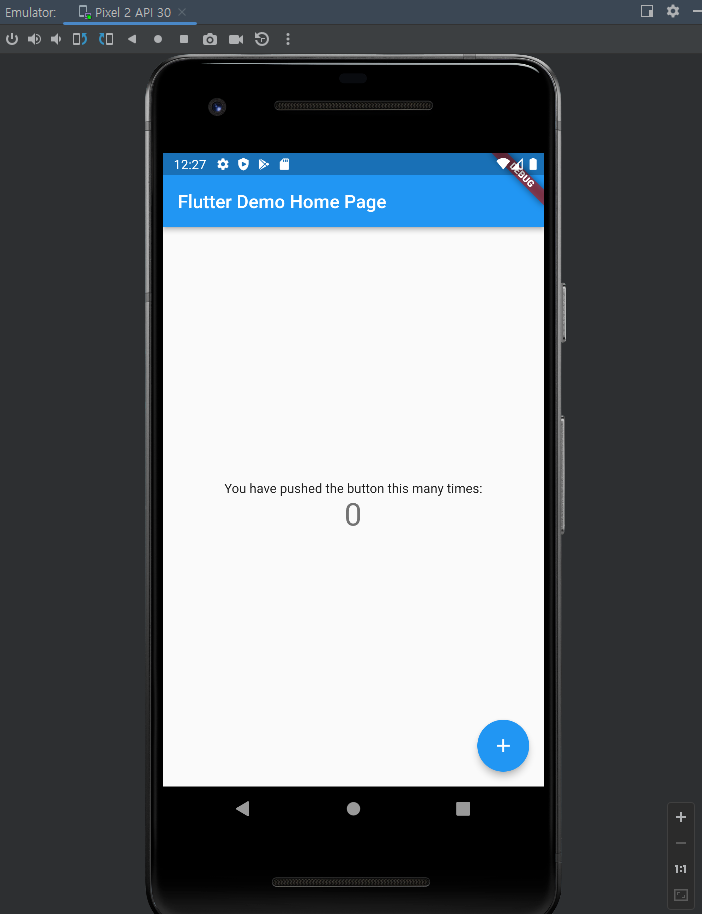 Emulator:
Pixel 2 API 30
12:27
DEBUG
Flutter Demo Home Page
You have pushed the button this many times:
0
1:1